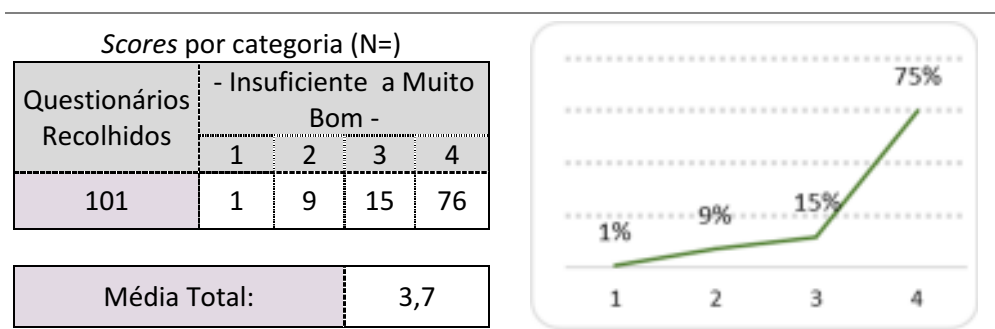 Scores por categoria (N=)
Questionários
Recolhidos
- Insuficiente a Muito
Bom -
1 2 3 4
101 1 9 15 76
Média Total: 3,7
75%
15%
9%
1%
1 2 3 4